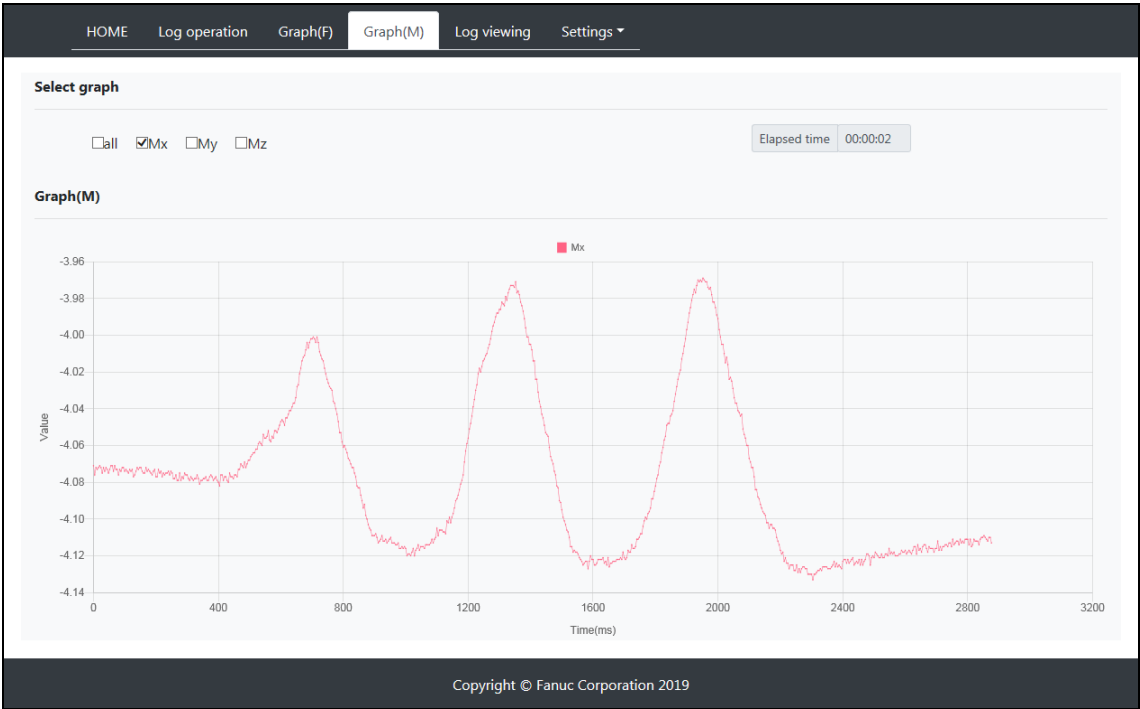 HOME Log operation Graph(F) Graph(M) Log viewing Settings
Select graph
all Mx My Mz Elapsed time 00:00:02
Graph(M)
Mx
-3.96
-3.98
-4.00
-4.02
-4.04
-4.06
-4.08
-4.10
-4.12
-4.14
Value
0 400 800 1200 1600 2000 2400 2800 3200
Time(ms)
Copyright © Fanuc Corporation 2019